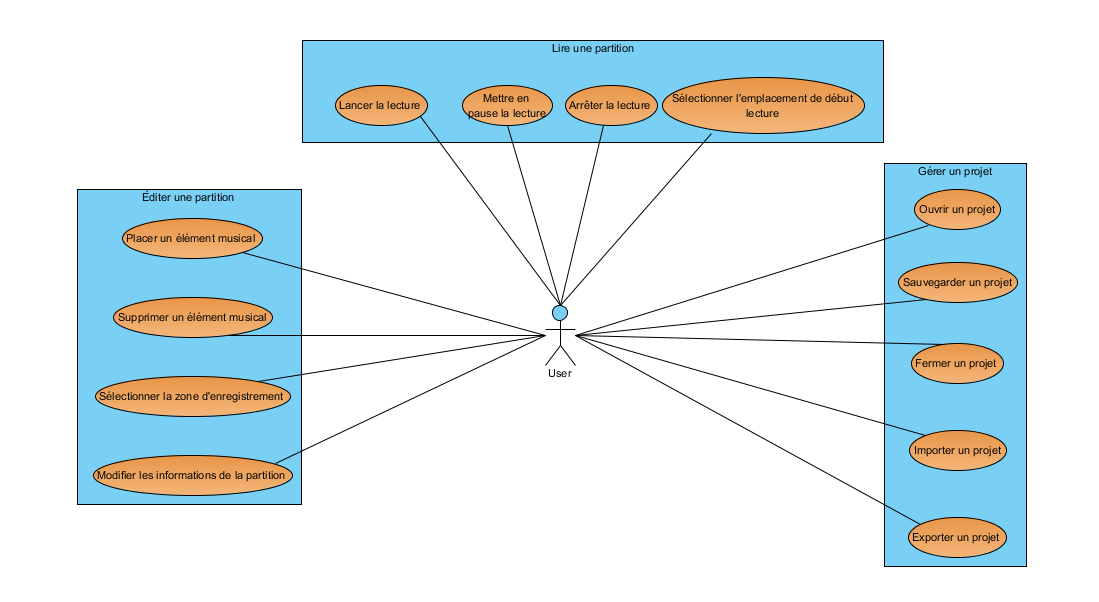 Lire une partition
Lancer la lecture
Mettre en
pause la lecture
Arrêter la lecture
Sélectionner l'emplacement de début
lecture
Éditer une partition
Placer un élément musical
Supprimer un élément musical
Sélectionner la zone d'enregistrement
Modifier les informations de la partition
User
Gérer un projet
Ouvrir un projet
Sauvegarder un projet
Fermer un projet
Importer un projet
Exporter un projet